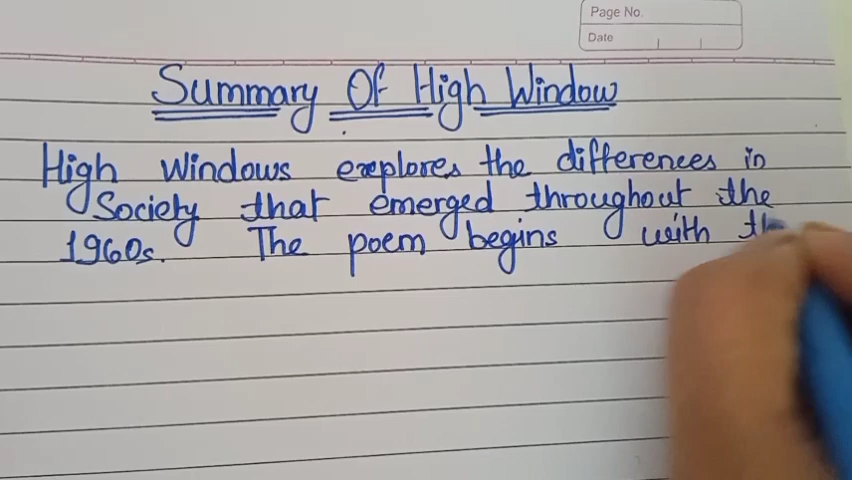 Page No.
Date
Summary Of High Window
High Windows explores the differences in
Society that emerged throughout the
1960s. The poem begins with